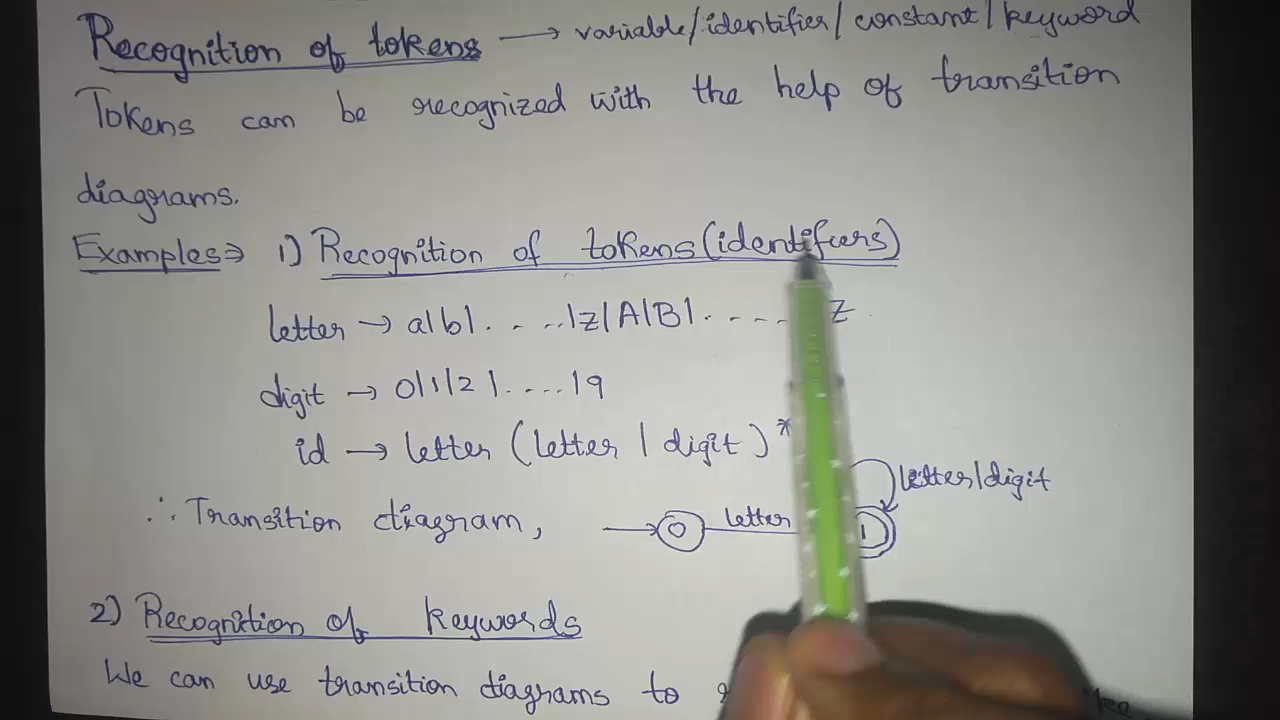 Recognition of tokens → variable/identifier/constant/keyword
Tokens can be recognized with the help of transition
diagrams.
Examples ⇒ 1) Recognition of tokens (identifiers)
letter → a|b|. . ..|z|A|B|. . . . . z
digit → 0|1|2|. . . . .|9
id → letter (letter | digit)*
letter/digit
∴ Transition diagram, → 0 letter 1
2) Recognition of keywords
We can use transition diagrams to